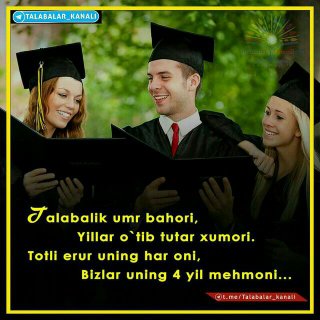 TALABALAR_KANALI
Talabalik umr bahori,
Yillar o`tib tutar xumori.
Totli erur uning har oni,
Bizlar uning 4 yil mehmoni...
t.me/Talabalar_kanali